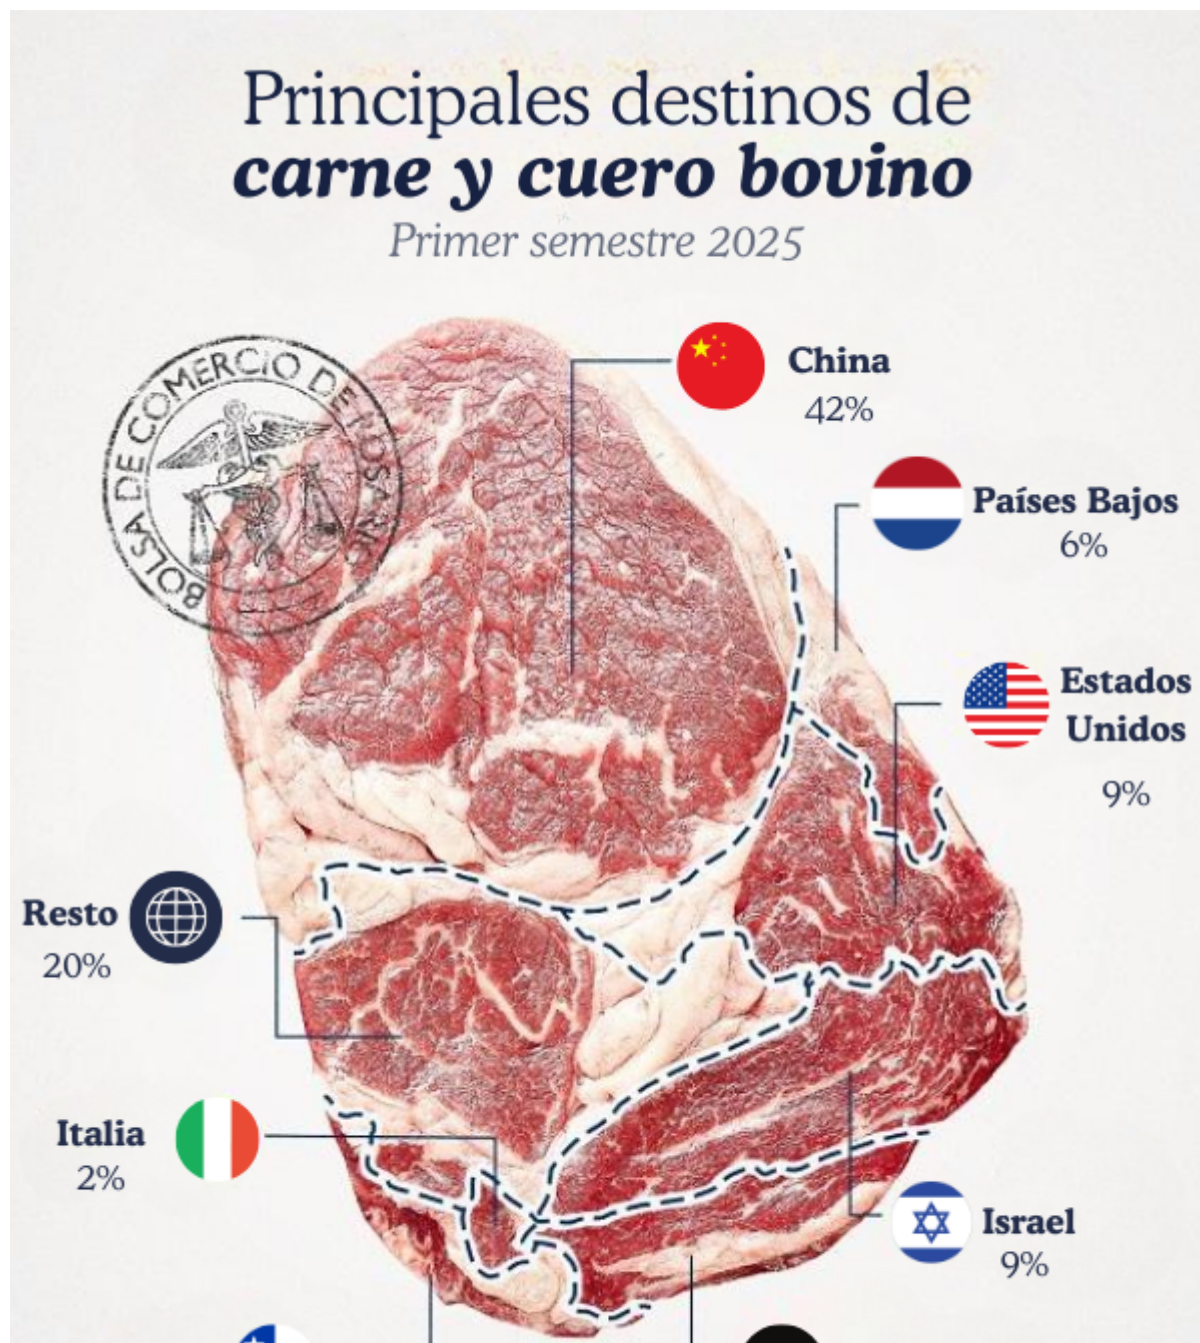 Principales destinos de
carne y cuero bovino
Primer semestre 2025
BOLSA DE COMERCIO DE ROSARIO
China
42%
Países Bajos
6%
Estados
Unidos
9%
Resto
20%
Italia
2%
Israel
9%